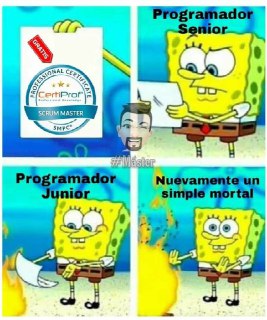 Programador
Senior
GRATIS
PROFESSIONAL CERTIFICATE
CertiProf
SCRUM MASTER
SMPC®
##Máster
Programador
Junior
Nuevamente un
simple mortal